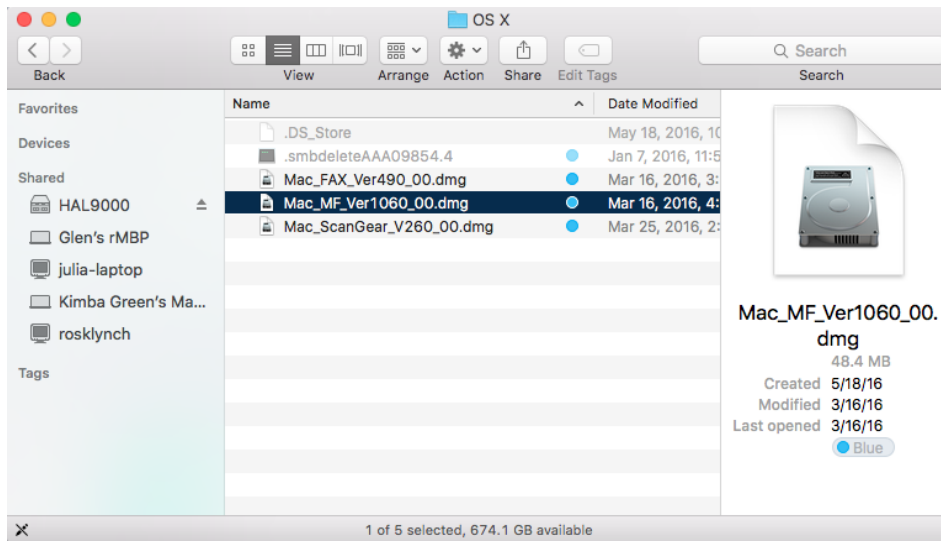 OS X
Back
View
Arrange
Action
Share
Edit Tags
Search
Search
Favorites
Devices
Shared
HAL9000
Glen's rMBP
julia-laptop
Kimba Green's Ma...
rosklynch
Tags
Name Date Modified
.DS_Store May 18, 2016, 10
.smbdeleteAAA09854.4 Jan 7, 2016, 11:5
Mac_FAX_Ver490_00.dmg Mar 16, 2016, 3:
Mac_MF_Ver1060_00.dmg Mar 16, 2016, 4:
Mac_ScanGear_V260_00.dmg Mar 25, 2016, 2:
Mac_MF_Ver1060_00.
dmg
48.4 MB
Created 5/18/16
Modified 3/16/16
Last opened 3/16/16
Blue
1 of 5 selected, 674.1 GB available